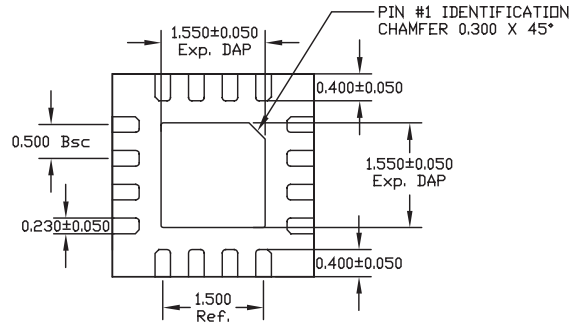 PIN #1 IDENTIFICATION
CHAMFER 0.300 X 45°
1.550±0.050
Exp. DAP
0.400±0.050
0.500 Bsc
1.550±0.050
Exp. DAP
0.230±0.050
0.400±0.050
1.500
Ref.